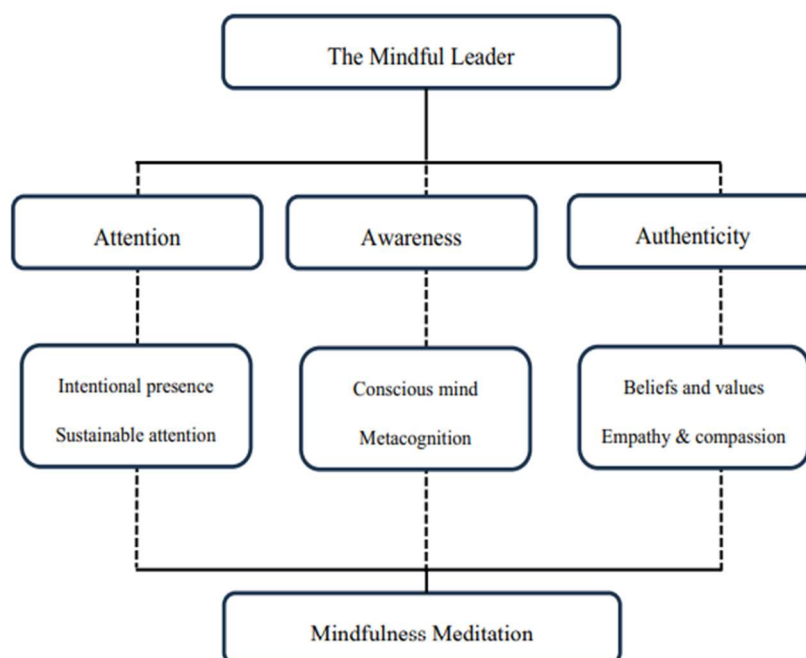 The Mindful Leader
Attention
Awareness
Authenticity
Intentional presence
Sustainable attention
Conscious mind
Metacognition
Beliefs and values
Empathy & compassion
Mindfulness Meditation